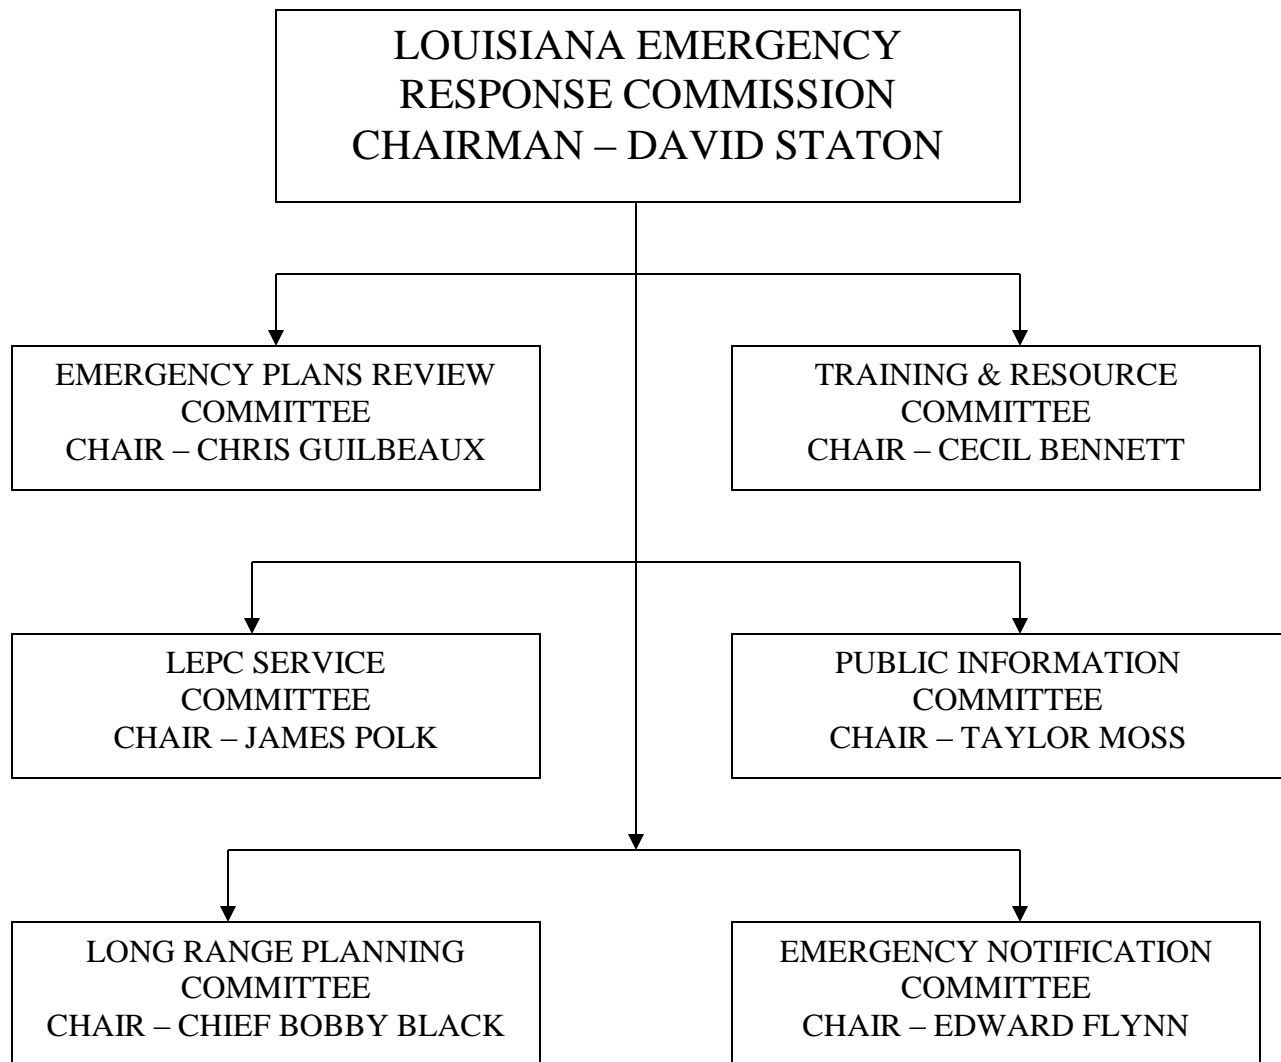 LOUISIANA EMERGENCY
RESPONSE COMMISSION
CHAIRMAN – DAVID STATON
EMERGENCY PLANS REVIEW
COMMITTEE
CHAIR – CHRIS GUILBEAUX
TRAINING & RESOURCE
COMMITTEE
CHAIR – CECIL BENNETT
LEPC SERVICE
COMMITTEE
CHAIR – JAMES POLK
PUBLIC INFORMATION
COMMITTEE
CHAIR – TAYLOR MOSS
LONG RANGE PLANNING
COMMITTEE
CHAIR – CHIEF BOBBY BLACK
EMERGENCY NOTIFICATION
COMMITTEE
CHAIR – EDWARD FLYNN